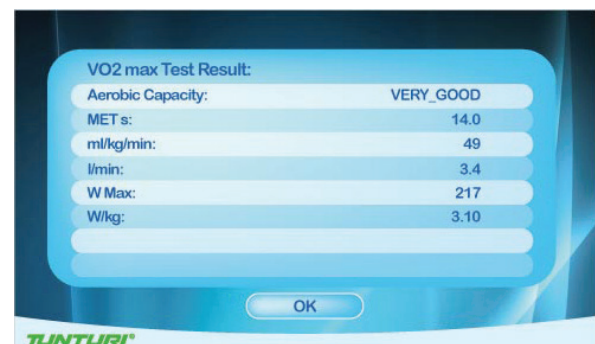 VO2 max Test Result:
Aerobic Capacity: VERY_GOOD
METs: 14.0
ml/kg/min: 49
l/min: 3.4
W Max: 217
W/kg: 3.10
OK
TUNTURI®